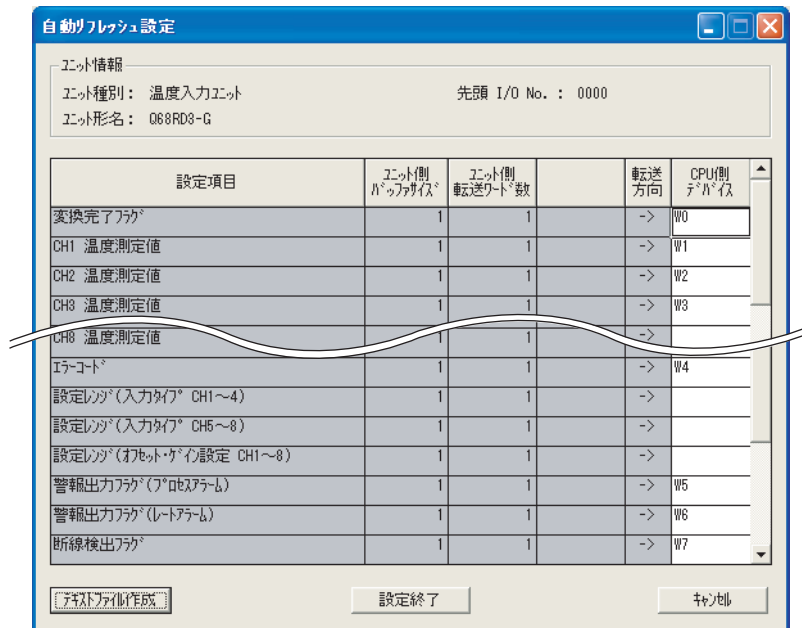 自動リフレッシュ設定
ユニット情報
ユニット種別： 温度入力ユニット 先頭 I/O No. ： 0000
ユニット形名： Q68RD3-G
設定項目 ユニット側バッファサイズ ユニット側転送ワード数 転送方向 CPU側デバイス
変換完了フラグ 1 1 -> W0
CH1 温度測定値 1 1 -> W1
CH2 温度測定値 1 1 -> W2
CH3 温度測定値 1 1 -> W3
CH8 温度測定値 1 1 ->
エラーコード 1 1 -> W4
設定レンジ(入力タイプ CH1～4) 1 1 ->
設定レンジ(入力タイプ CH5～8) 1 1 ->
設定レンジ(オフセット・ゲイン設定 CH1～8) 1 1 ->
警報出力フラグ(プロセスアラーム) 1 1 -> W5
警報出力フラグ(レートアラーム) 1 1 -> W6
断線検出フラグ 1 1 -> W7
テキストファイル作成 設定終了 キャンセル